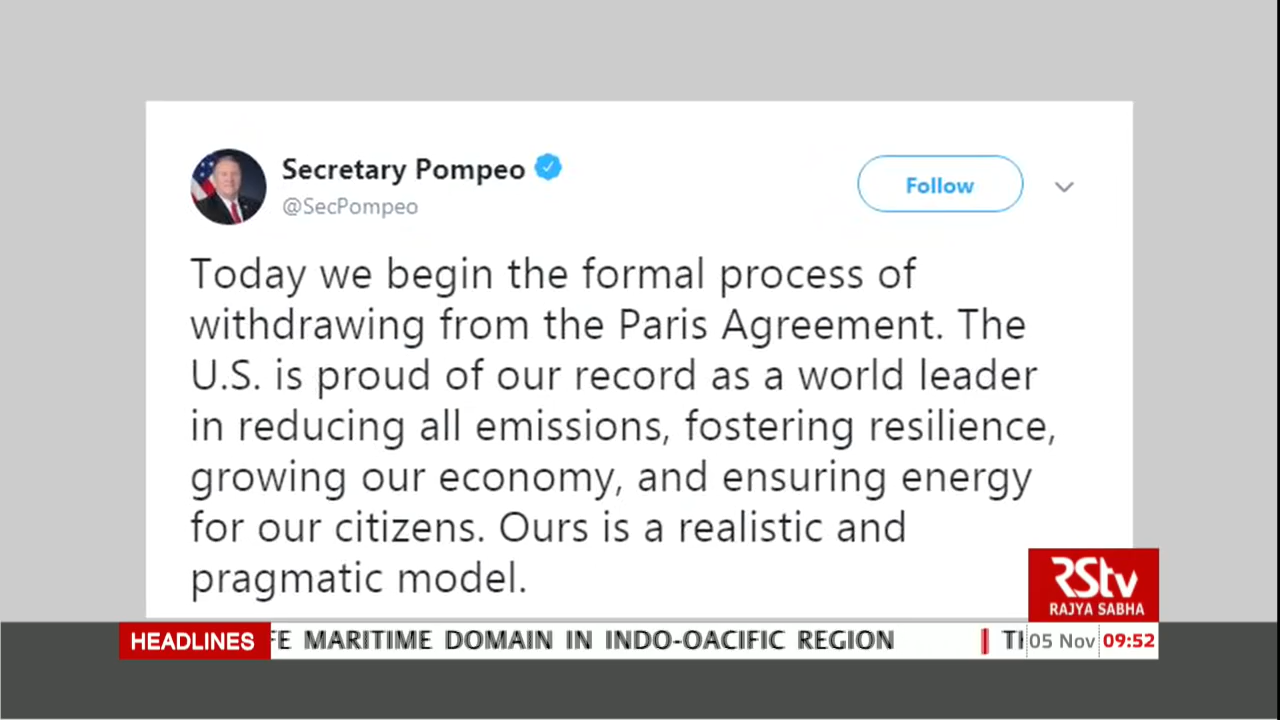 Secretary Pompeo
@SecPompeo
Follow
Today we begin the formal process of
withdrawing from the Paris Agreement. The
U.S. is proud of our record as a world leader
in reducing all emissions, fostering resilience,
growing our economy, and ensuring energy
for our citizens. Ours is a realistic and
pragmatic model.
RStv
RAJYA SABHA
HEADLINES
FE MARITIME DOMAIN IN INDO-OACIFIC REGION
05 Nov 09:52